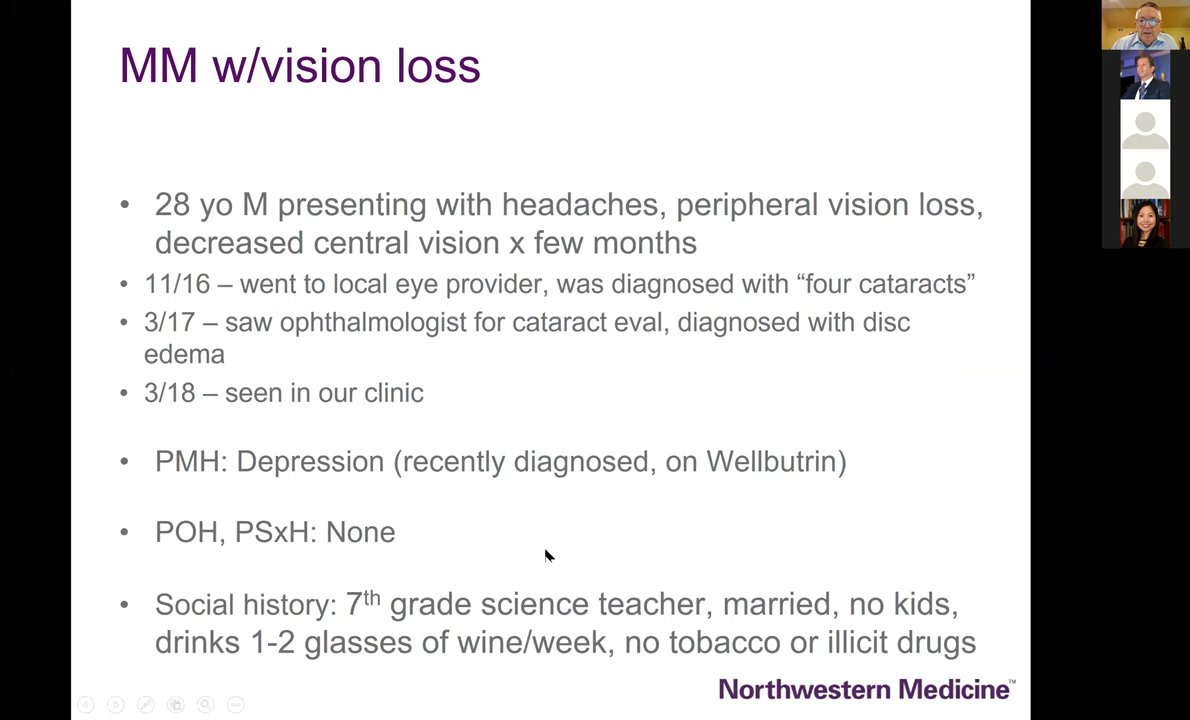 MM w/vision loss
• 28 yo M presenting with headaches, peripheral vision loss,
decreased central vision x few months
• 11/16 – went to local eye provider, was diagnosed with “four cataracts”
• 3/17 – saw ophthalmologist for cataract eval, diagnosed with disc
edema
• 3/18 – seen in our clinic
• PMH: Depression (recently diagnosed, on Wellbutrin)
• POH, PSxH: None
• Social history: 7th grade science teacher, married, no kids,
drinks 1-2 glasses of wine/week, no tobacco or illicit drugs
Northwestern Medicine™